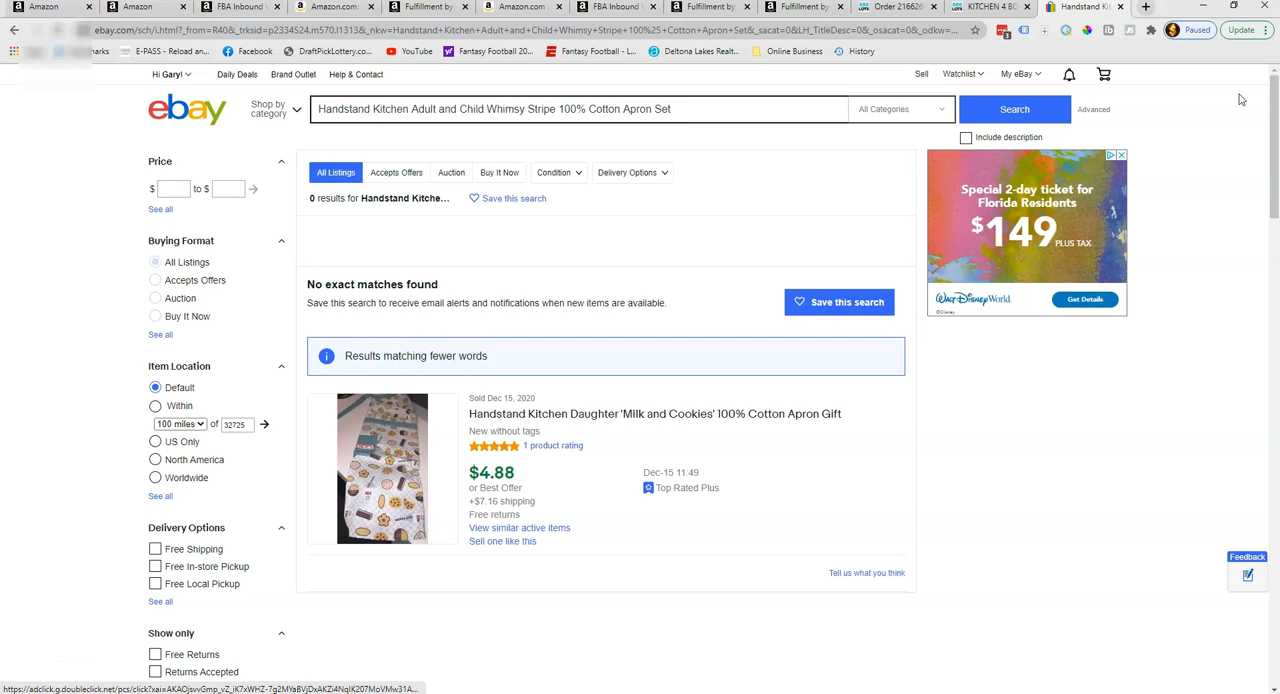 Amazon
Amazon
FBA Inbound
Amazon.com
Fulfillment by
Amazon.com
FBA Inbound
Fulfillment by
Fulfillment by
Order 21662
KITCHEN 4 BO
Handstand Kit
E-PASS - Reload an...
Facebook
DraftPickLottery.co...
YouTube
Fantasy Football 20...
Fantasy Football - L...
Deltona Lakes Realt...
Online Business
History
Paused
Update
Hi Gary!
Daily Deals
Brand Outlet
Help & Contact
Sell
Watchlist
My eBay
ebay
Shop by
category
Handstand Kitchen Adult and Child Whimsy Stripe 100% Cotton Apron Set
All Categories
Search
Advanced
Include description
Price
$ to $
See all
Buying Format
All Listings
Accepts Offers
Auction
Buy It Now
See all
Item Location
Default
Within
100 miles of 32725
US Only
North America
Worldwide
See all
Delivery Options
Free Shipping
Free In-store Pickup
Free Local Pickup
See all
Show only
Free Returns
Returns Accepted
All Listings
Accepts Offers
Auction
Buy It Now
Condition
Delivery Options
0 results for Handstand Kitche...
Save this search
No exact matches found
Save this search to receive email alerts and notifications when new items are available.
Save this search
Results matching fewer words
Sold Dec 15, 2020
Handstand Kitchen Daughter 'Milk and Cookies' 100% Cotton Apron Gift
New without tags
1 product rating
$4.88
or Best Offer
+$7.16 shipping
Free returns
View similar active items
Sell one like this
Dec-15 11:49
Top Rated Plus
Tell us what you think
Special 2-day ticket for
Florida Residents
$149 PLUS TAX
Walt Disney World
Get Details
©Disney
Feedback